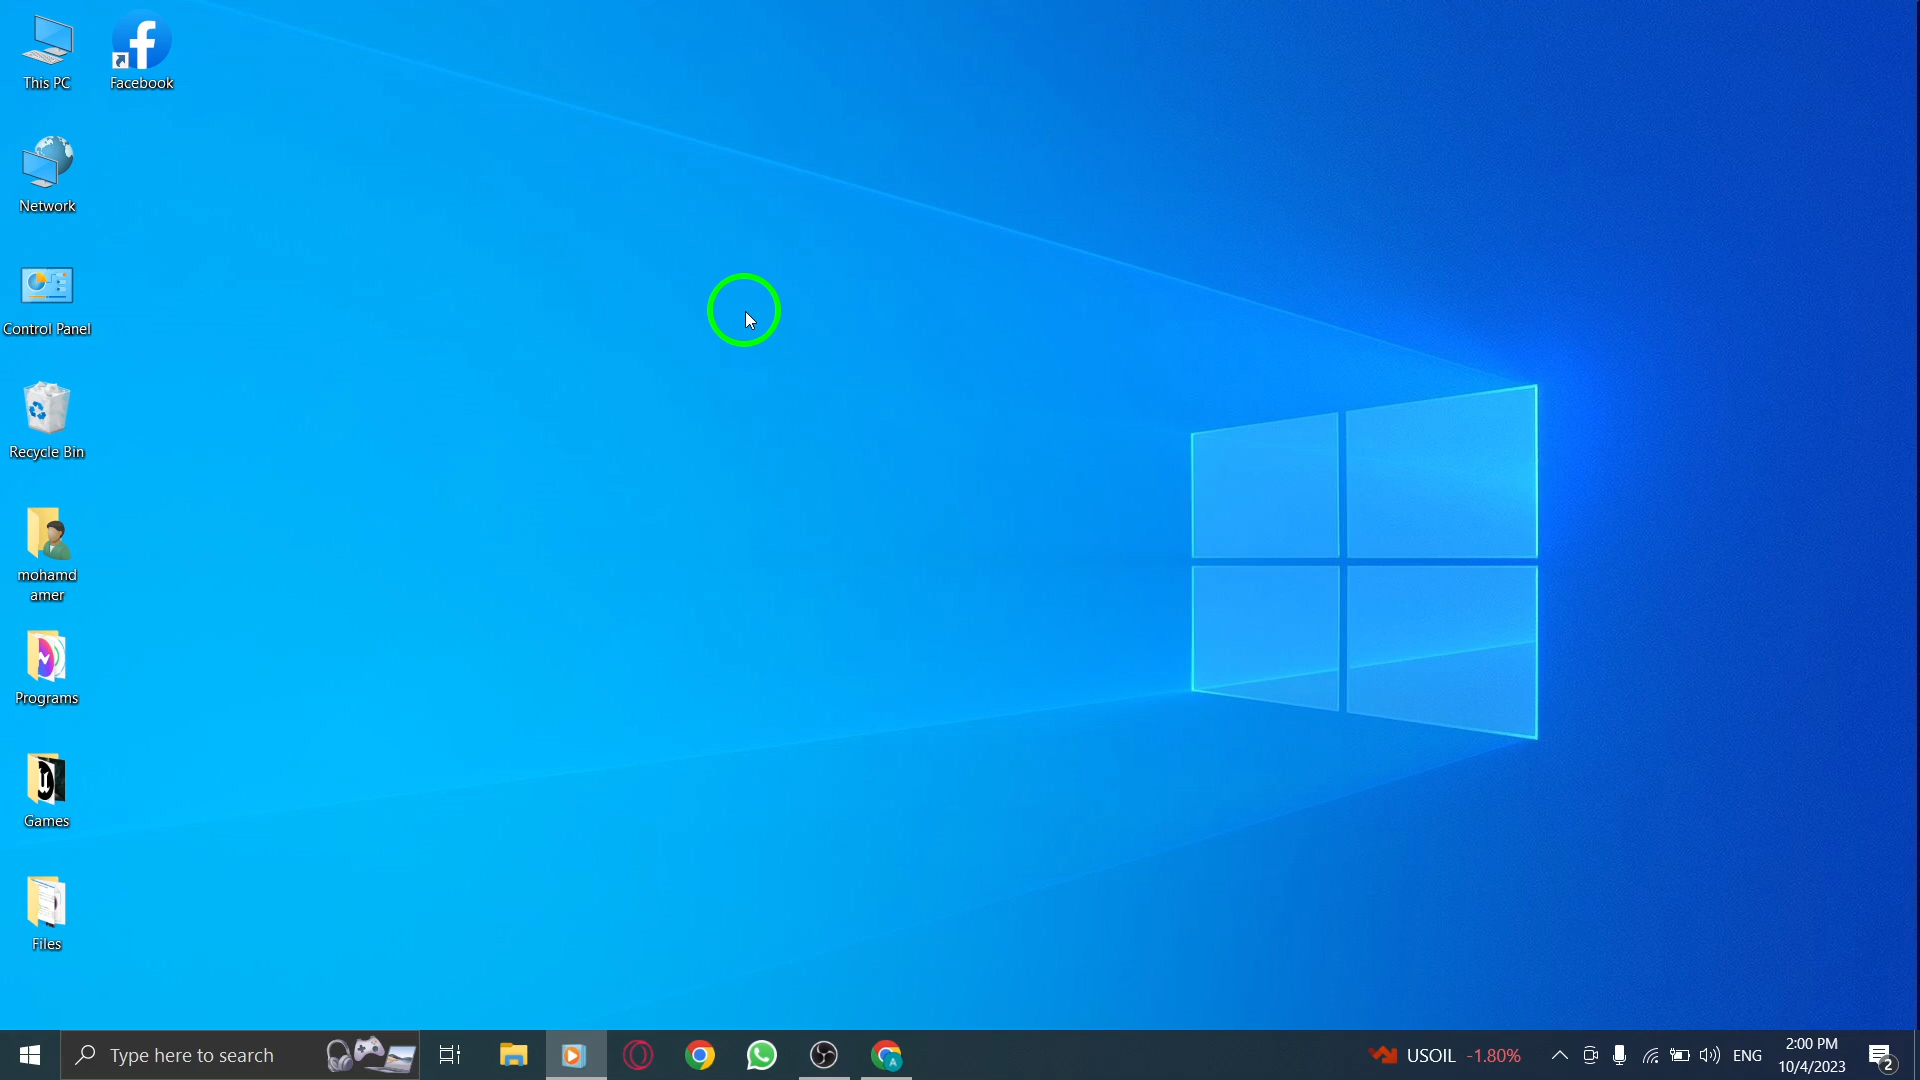 This PC
Facebook
Network
Control Panel
Recycle Bin
mohamd
amer
Programs
Games
Files
Type here to search
USOIL -1.80%
ENG
2:00 PM
10/4/2023
2